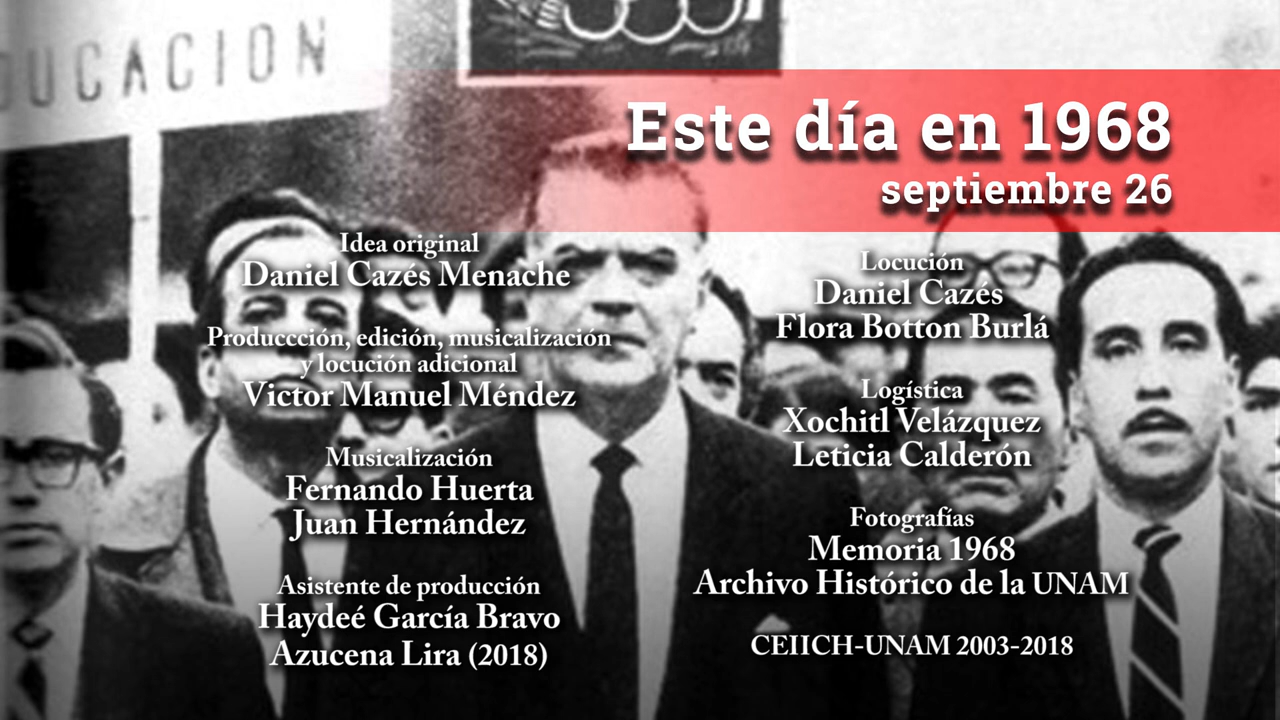 DUCACION
Este día en 1968
septiembre 26
Idea original
Daniel Cazés Menache
Produccción, edición, musicalización
y locución adicional
Victor Manuel Méndez
Musicalización
Fernando Huerta
Juan Hernández
Asistente de producción
Haydeé García Bravo
Azucena Lira (2018)
Locución
Daniel Cazés
Flora Botton Burlá
Logística
Xochitl Velázquez
Leticia Calderón
Fotografías
Memoria 1968
Archivo Histórico de la UNAM
CEIICH-UNAM 2003-2018